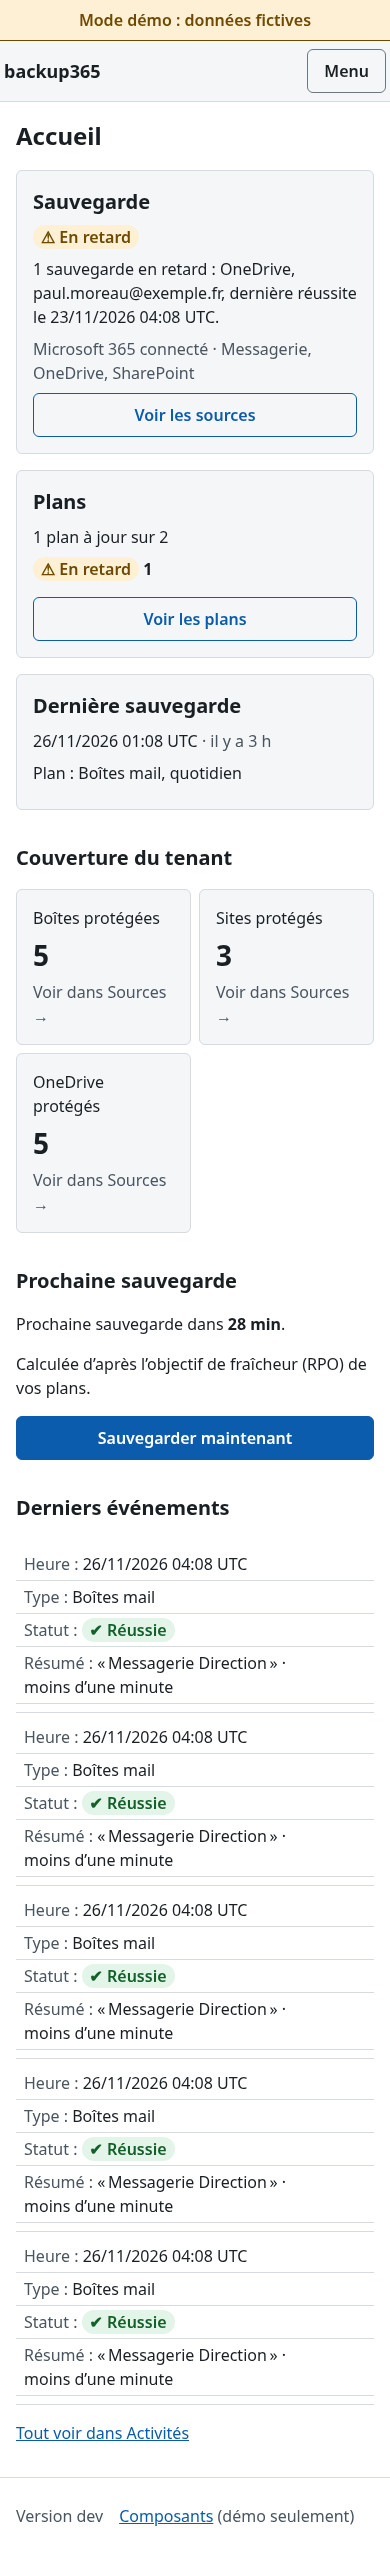 Mode démo : données fictives
backup365
Menu
Accueil
Sauvegarde
⚠ En retard
1 sauvegarde en retard : OneDrive,
paul.moreau@exemple.fr, dernière réussite
le 23/11/2026 04:08 UTC.
Microsoft 365 connecté · Messagerie,
OneDrive, SharePoint
Voir les sources
Plans
1 plan à jour sur 2
⚠ En retard 1
Voir les plans
Dernière sauvegarde
26/11/2026 01:08 UTC · il y a 3 h
Plan : Boîtes mail, quotidien
Couverture du tenant
Boîtes protégées
5
Voir dans Sources
→
Sites protégés
3
Voir dans Sources
→
OneDrive
protégés
5
Voir dans Sources
→
Prochaine sauvegarde
Prochaine sauvegarde dans 28 min.
Calculée d’après l’objectif de fraîcheur (RPO) de
vos plans.
Sauvegarder maintenant
Derniers événements
Heure : 26/11/2026 04:08 UTC
Type : Boîtes mail
Statut : ✔ Réussie
Résumé : « Messagerie Direction » ·
moins d’une minute
Heure : 26/11/2026 04:08 UTC
Type : Boîtes mail
Statut : ✔ Réussie
Résumé : « Messagerie Direction » ·
moins d’une minute
Heure : 26/11/2026 04:08 UTC
Type : Boîtes mail
Statut : ✔ Réussie
Résumé : « Messagerie Direction » ·
moins d’une minute
Heure : 26/11/2026 04:08 UTC
Type : Boîtes mail
Statut : ✔ Réussie
Résumé : « Messagerie Direction » ·
moins d’une minute
Heure : 26/11/2026 04:08 UTC
Type : Boîtes mail
Statut : ✔ Réussie
Résumé : « Messagerie Direction » ·
moins d’une minute
Tout voir dans Activités
Version dev Composants (démo seulement)